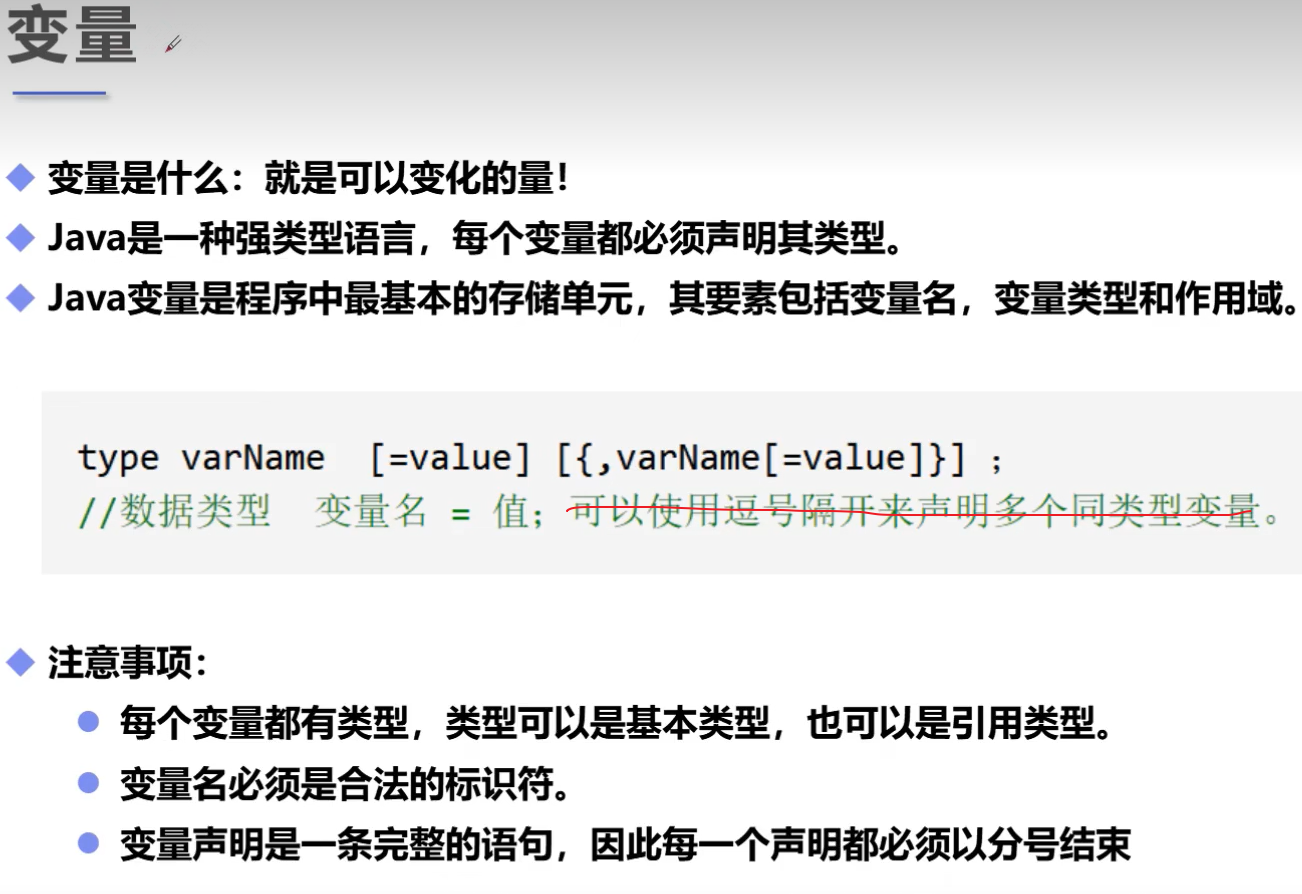 变量
变量是什么：就是可以变化的量！
Java是一种强类型语言，每个变量都必须声明其类型。
Java变量是程序中最基本的存储单元，其要素包括变量名，变量类型和作用域。
type varName  [=value] [{,varName[=value]}] ;
//数据类型  变量名 = 值；可以使用逗号隔开来声明多个同类型变量。
注意事项：
每个变量都有类型，类型可以是基本类型，也可以是引用类型。
变量名必须是合法的标识符。
变量声明是一条完整的语句，因此每一个声明都必须以分号结束